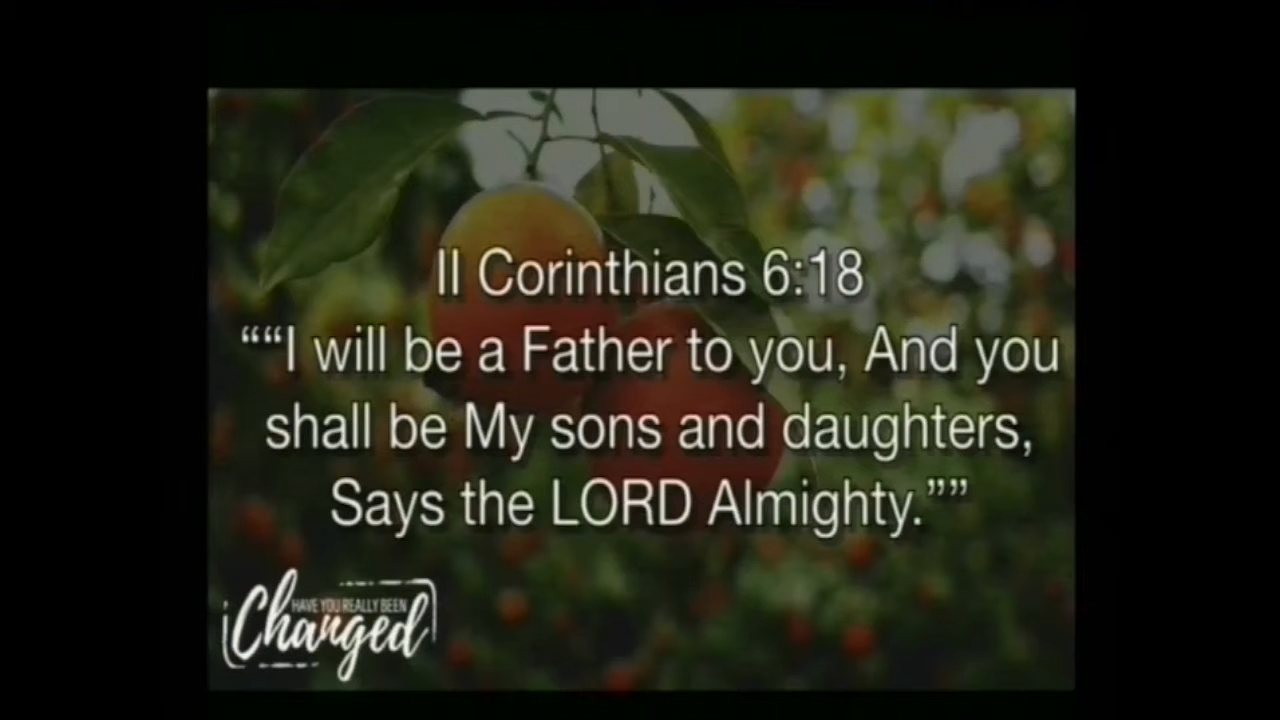 II Corinthians 6:18
““I will be a Father to you, And you
shall be My sons and daughters,
Says the LORD Almighty.””
HAVE YOU REALLY BEEN
Changed